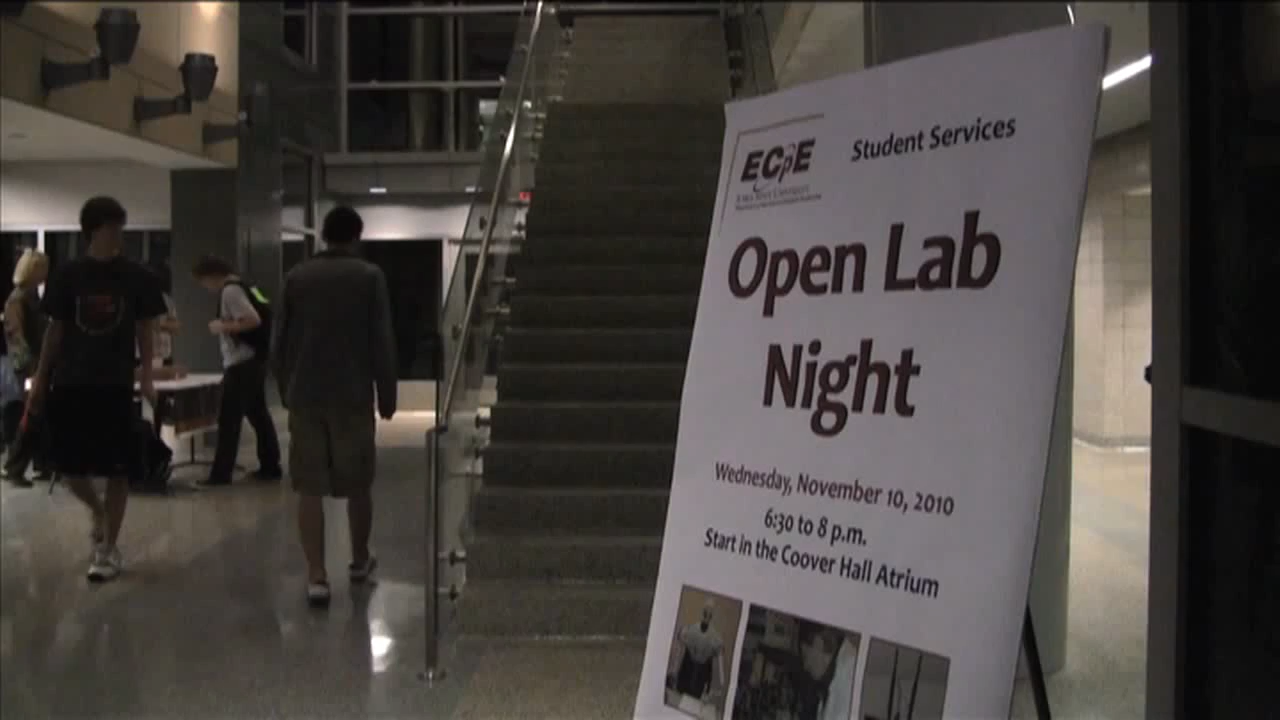 ECpE
Student Services
Open Lab
Night
Wednesday, November 10, 2010
6:30 to 8 p.m.
Start in the Coover Hall Atrium